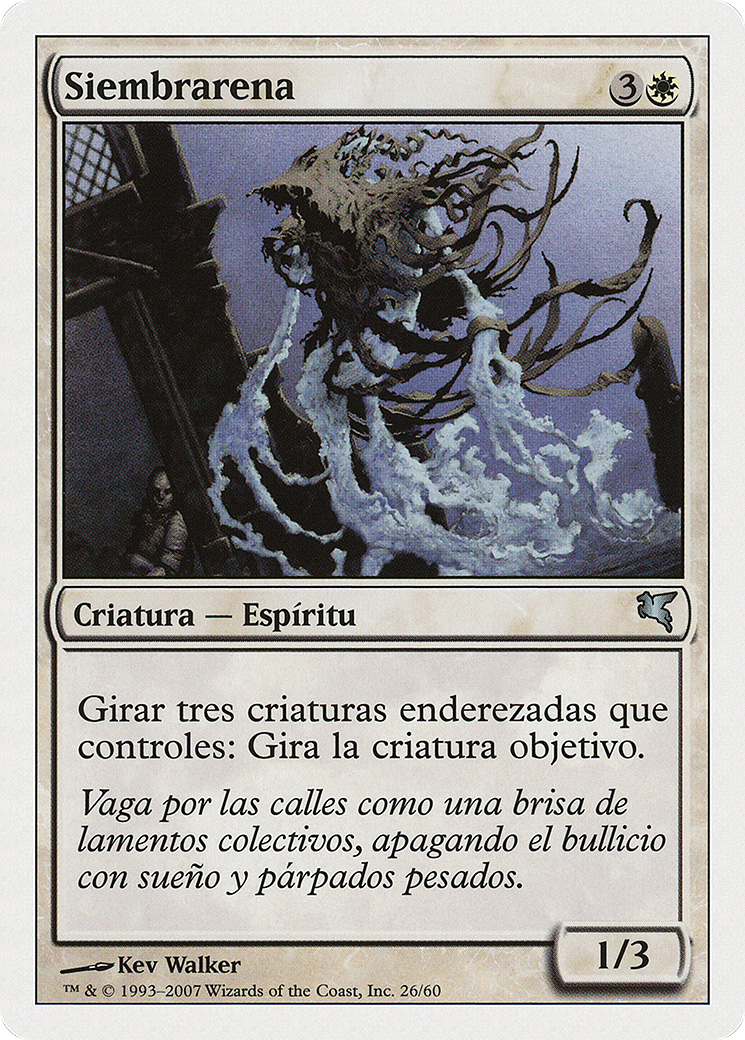 Siembrarena
3
Criatura — Espíritu
Girar tres criaturas enderezadas que
controles: Gira la criatura objetivo.
Vaga por las calles como una brisa de
lamentos colectivos, apagando el bullicio
con sueño y párpados pesados.
1/3
Kev Walker
™ & © 1993–2007 Wizards of the Coast, Inc. 26/60